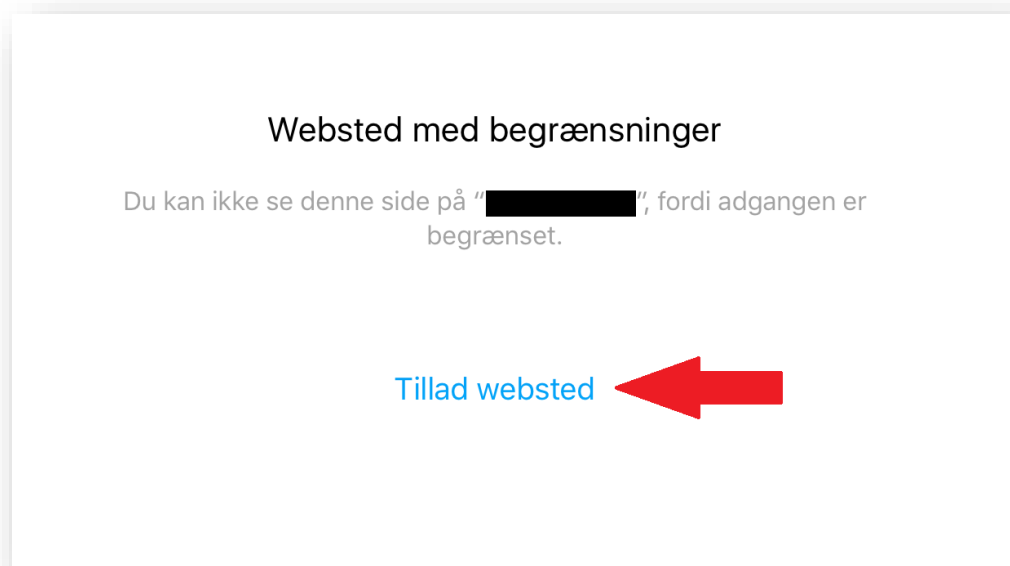 Websted med begrænsninger
Du kan ikke se denne side på “ ”, fordi adgangen er
begrænset.
Tillad websted